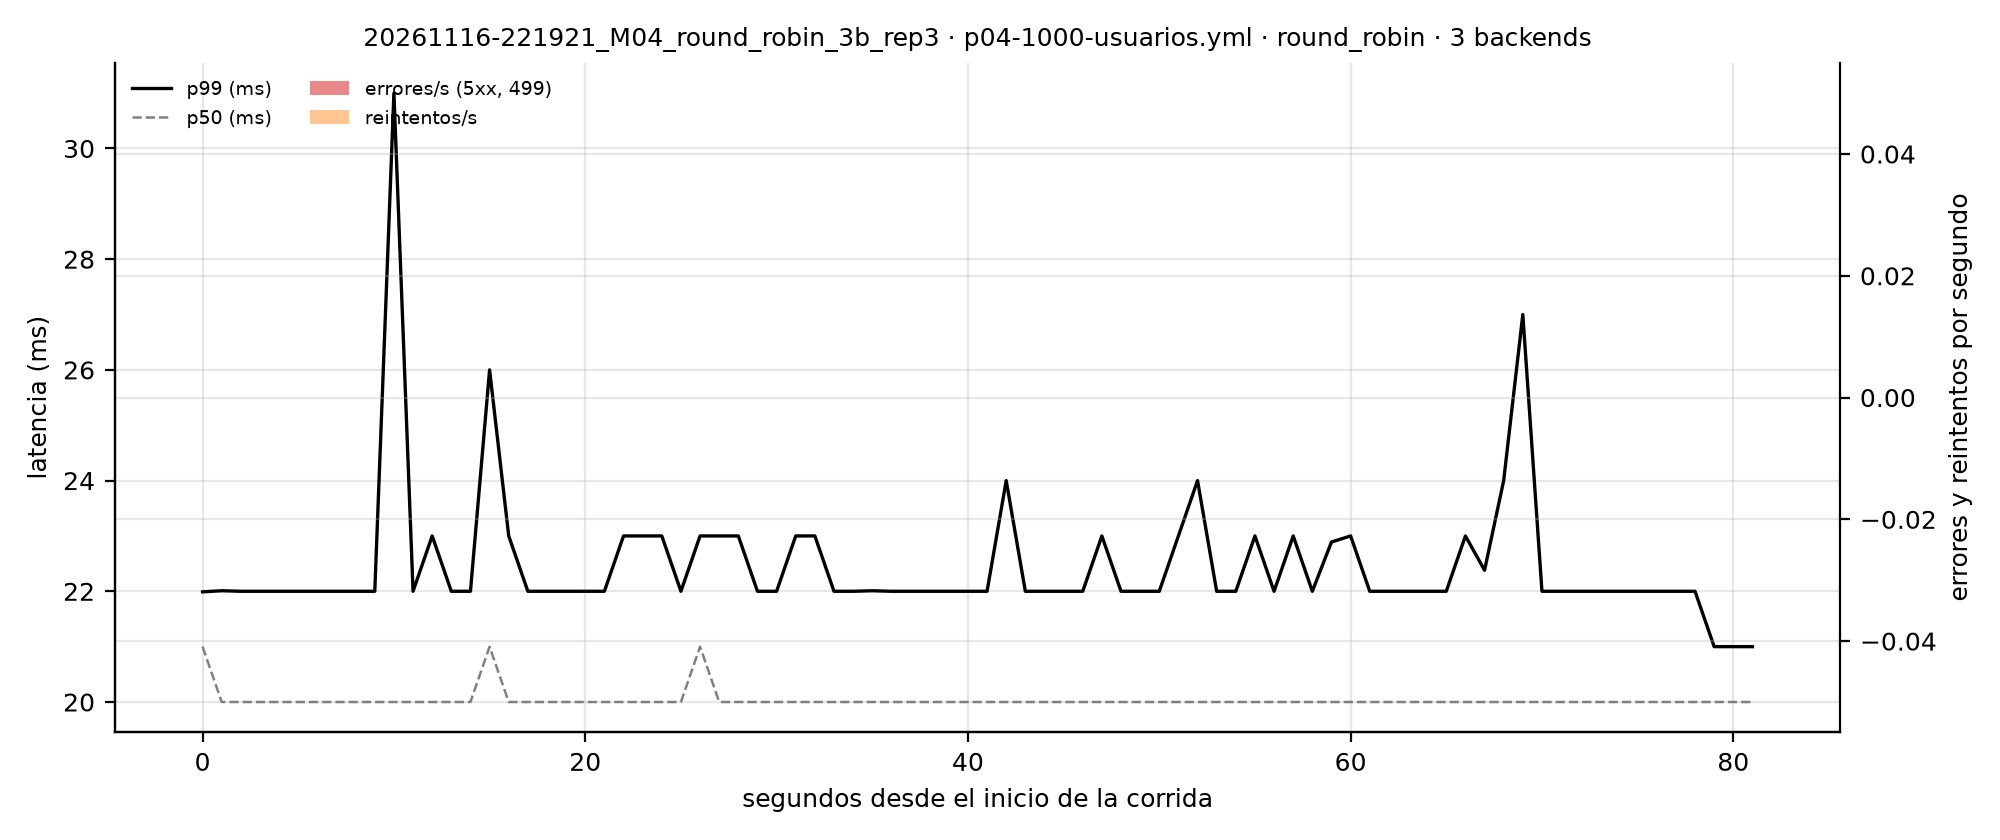 20261116-221921_M04_round_robin_3b_rep3 · p04-1000-usuarios.yml · round_robin · 3 backends
p99 (ms)
p50 (ms)
errores/s (5xx, 499)
reintentos/s
latencia (ms)
30
28
26
24
22
20
0.04
0.02
0.00
−0.02
−0.04
errores y reintentos por segundo
0 20 40 60 80
segundos desde el inicio de la corrida